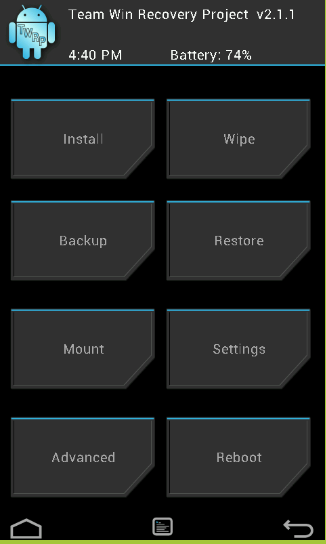 Team Win Recovery Project v2.1.1
TWRP
4:40 PM Battery: 74%
Install Wipe
Backup Restore
Mount Settings
Advanced Reboot